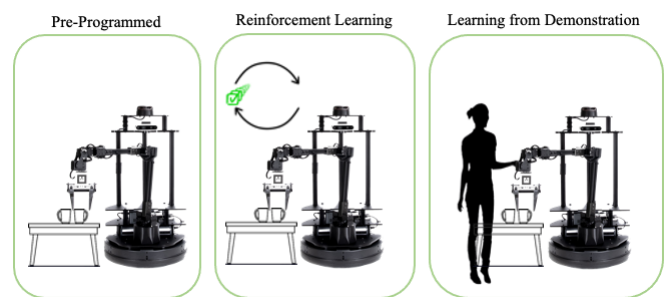 Pre-Programmed
Reinforcement Learning
Learning from Demonstration